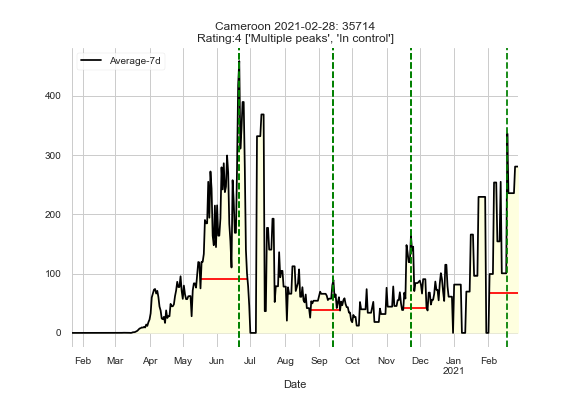 Cameroon 2021-02-28: 35714
Rating:4 ['Multiple peaks', 'In control']
Average-7d
400
300
200
100
0
Feb Mar Apr May Jun Jul Aug Sep Oct Nov Dec Jan Feb
2021
Date